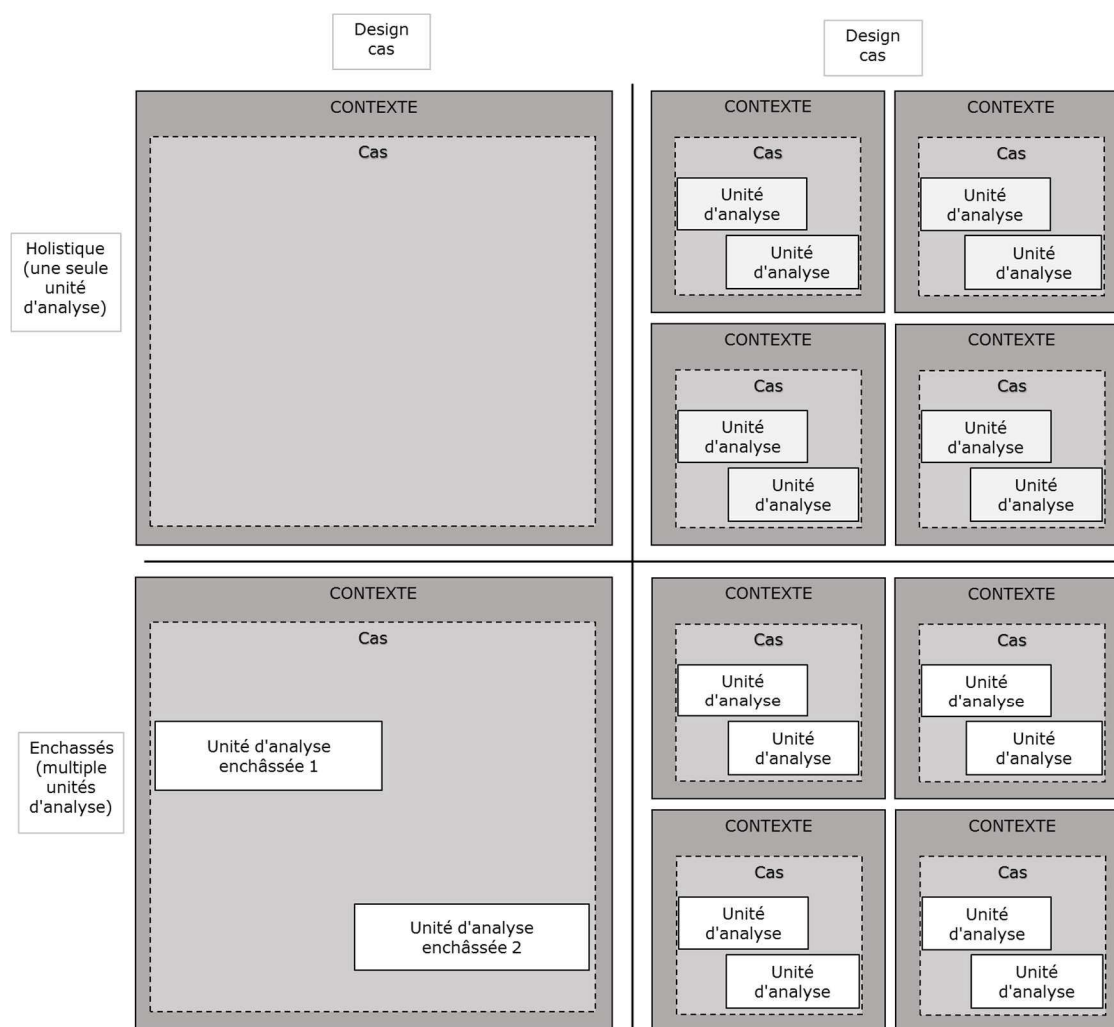 Design
cas
Design
cas
Holistique
(une seule
unité
d'analyse)
CONTEXTE
Cas
CONTEXTE
Cas
Unité
d'analyse
Unité
d'analyse
CONTEXTE
Cas
Unité
d'analyse
Unité
d'analyse
CONTEXTE
Cas
Unité
d'analyse
Unité
d'analyse
CONTEXTE
Cas
Unité
d'analyse
Unité
d'analyse
Enchassés
(multiple
unités
d'analyse)
CONTEXTE
Cas
Unité d'analyse
enchâssée 1
Unité d'analyse
enchâssée 2
CONTEXTE
Cas
Unité
d'analyse
Unité
d'analyse
CONTEXTE
Cas
Unité
d'analyse
Unité
d'analyse
CONTEXTE
Cas
Unité
d'analyse
Unité
d'analyse
CONTEXTE
Cas
Unité
d'analyse
Unité
d'analyse